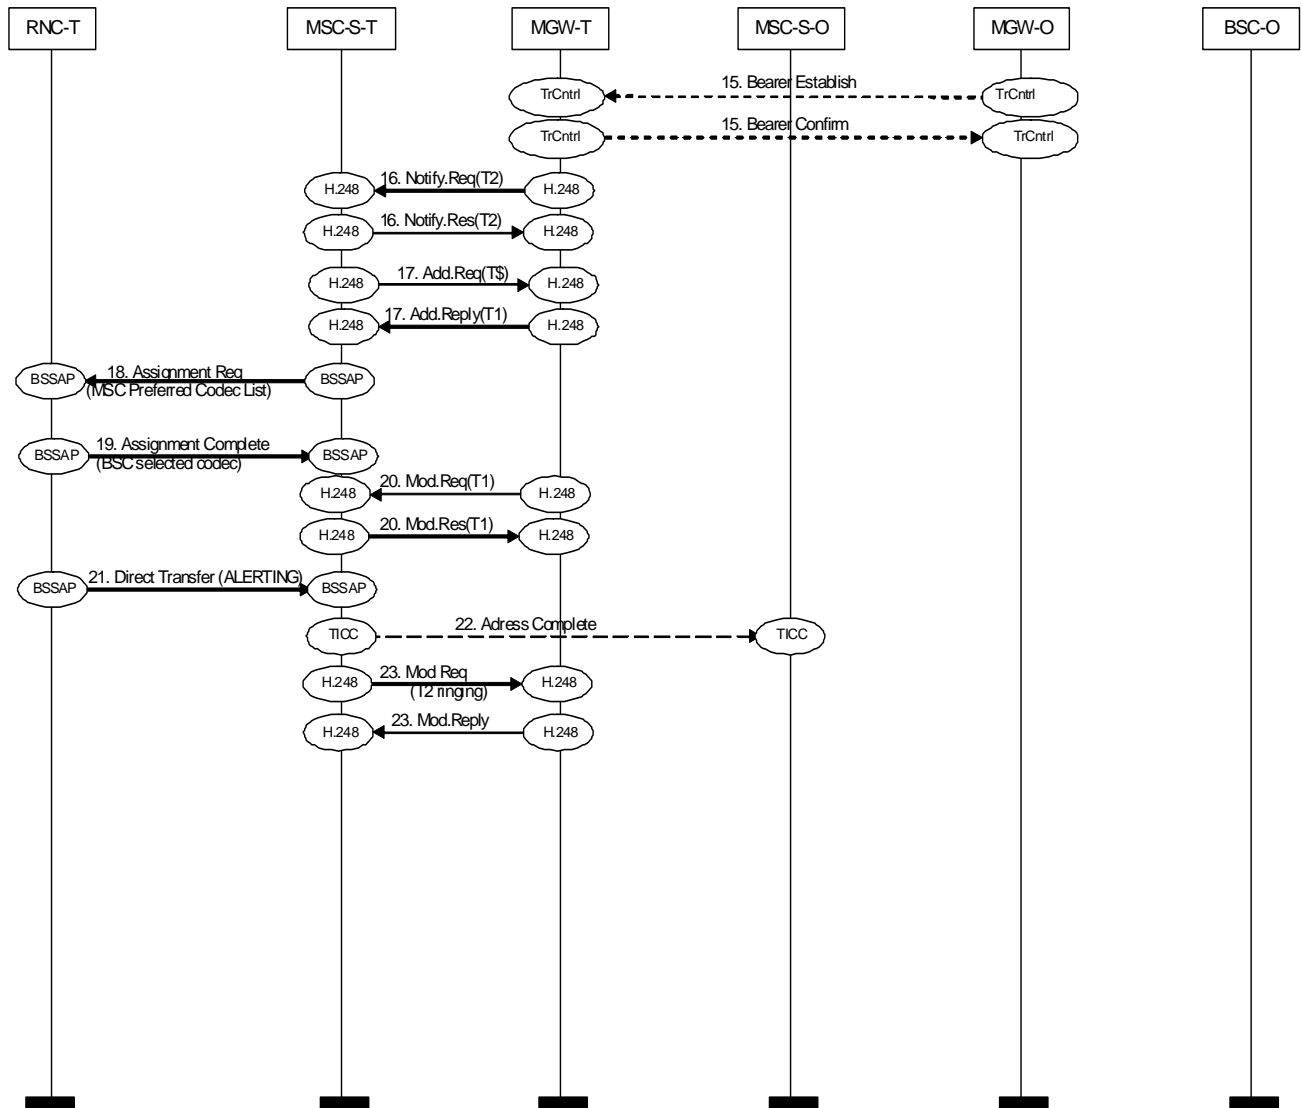 RNC-T MSC-S-T MGW-T MSC-S-O MGW-O BSC-O
15. Bearer Establish
TrCntrl TrCntrl
15. Bearer Confirm
TrCntrl TrCntrl
16. Notify.Req(T2)
H.248 H.248
16. Notify.Res(T2)
H.248 H.248
17. Add.Req(T$)
H.248 H.248
17. Add.Reply(T1)
H.248 H.248
18. Assignment Req
BSSAP BSSAP
(MSC Preferred Codec List)
19. Assignment Complete
BSSAP BSSAP
(BSC selected codec)
20. Mod.Req(T1)
H.248 H.248
20. Mod.Res(T1)
H.248 H.248
21. Direct Transfer (ALERTING)
BSSAP BSSAP
22. Adress Complete
TICC TICC
23. Mod Req
H.248 H.248
(T2 ringing)
23. Mod.Reply
H.248 H.248